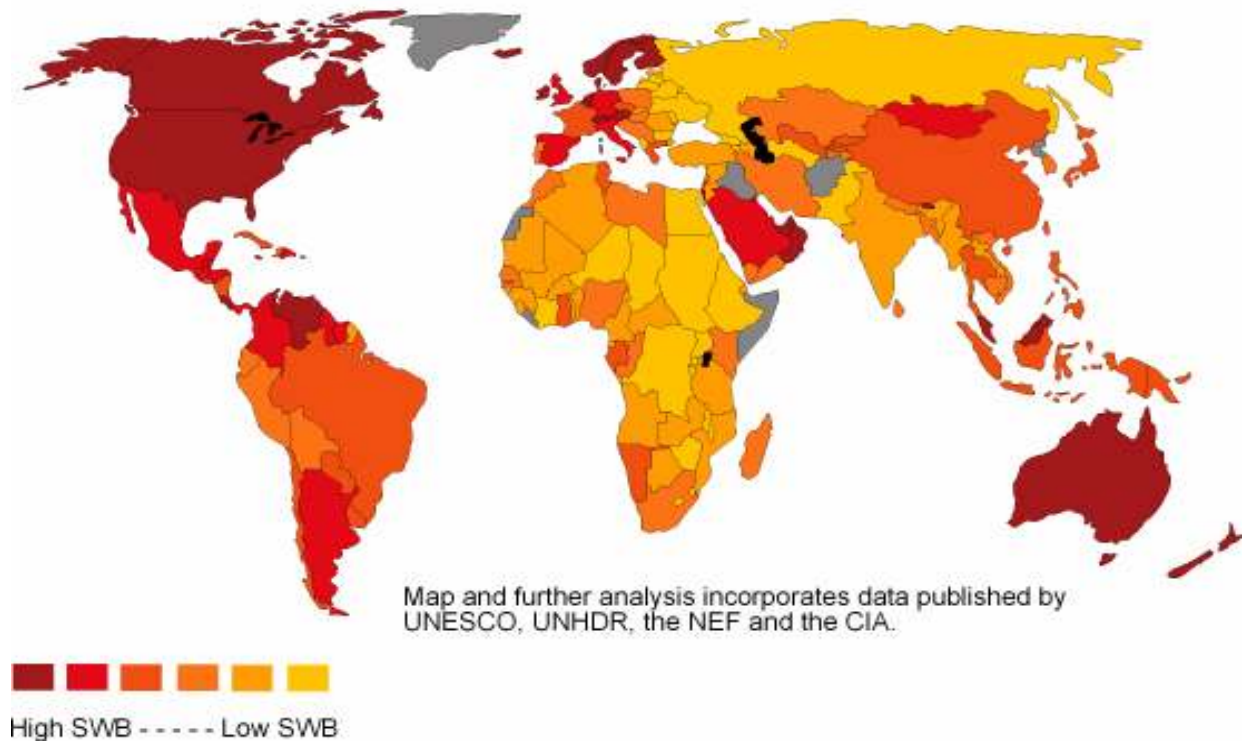 Map and further analysis incorporates data published by
UNESCO, UNHDR, the NEF and the CIA.
High SWB - - - - - Low SWB